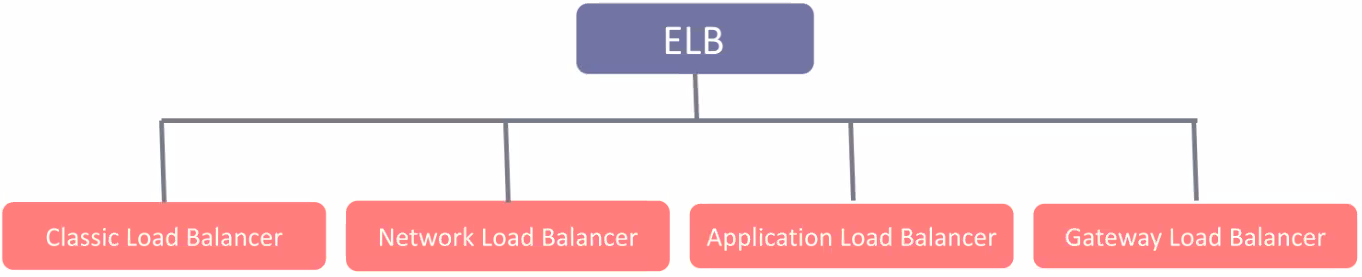 ELB
Classic Load Balancer
Network Load Balancer
Application Load Balancer
Gateway Load Balancer